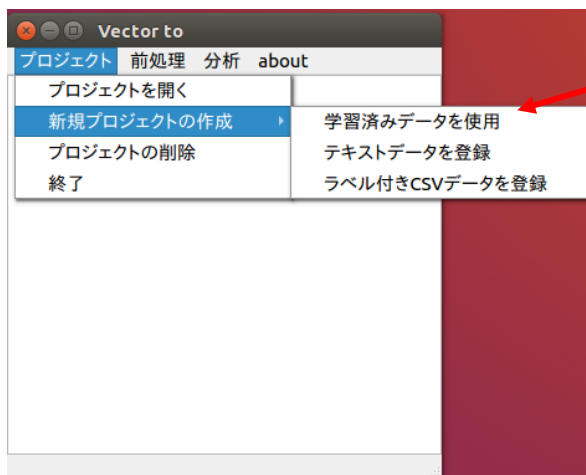 Vector to
プロジェクト 前処理 分析 about
プロジェクトを開く
新規プロジェクトの作成
プロジェクトの削除
終了
学習済みデータを使用
テキストデータを登録
ラベル付きCSVデータを登録